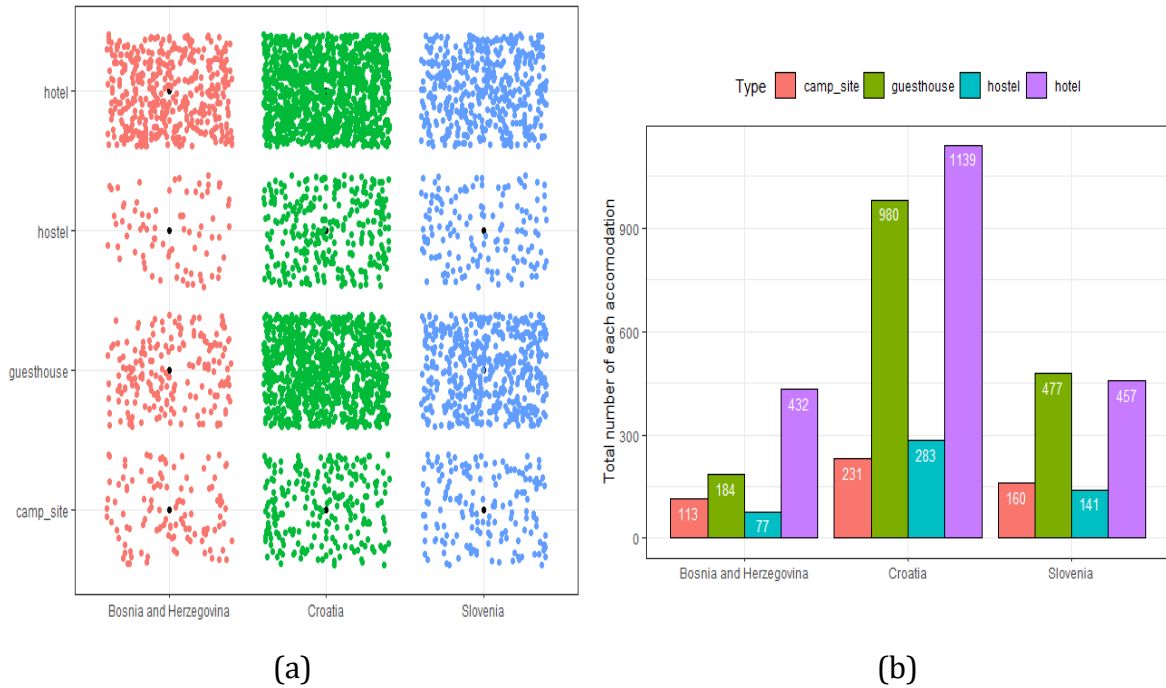 hotel
hostel
guesthouse
camp_site
Bosnia and Herzegovina Croatia Slovenia
(a)
Type camp_site guesthouse hostel hotel
Total number of each accomodation
900
600
300
0
113 184 77 432
231 980 283 1139
160 477 141 457
Bosnia and Herzegovina Croatia Slovenia
(b)